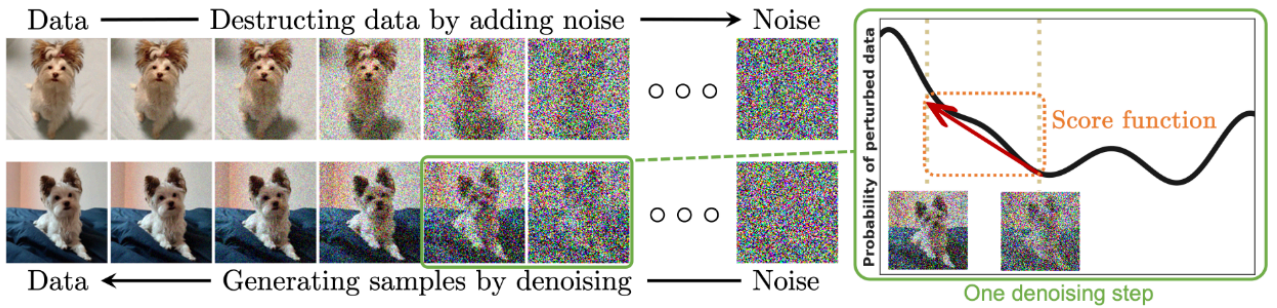 Data
Destructing data by adding noise
Noise
Data
Generating samples by denoising
Noise
Probability of perturbed data
Score function
One denoising step